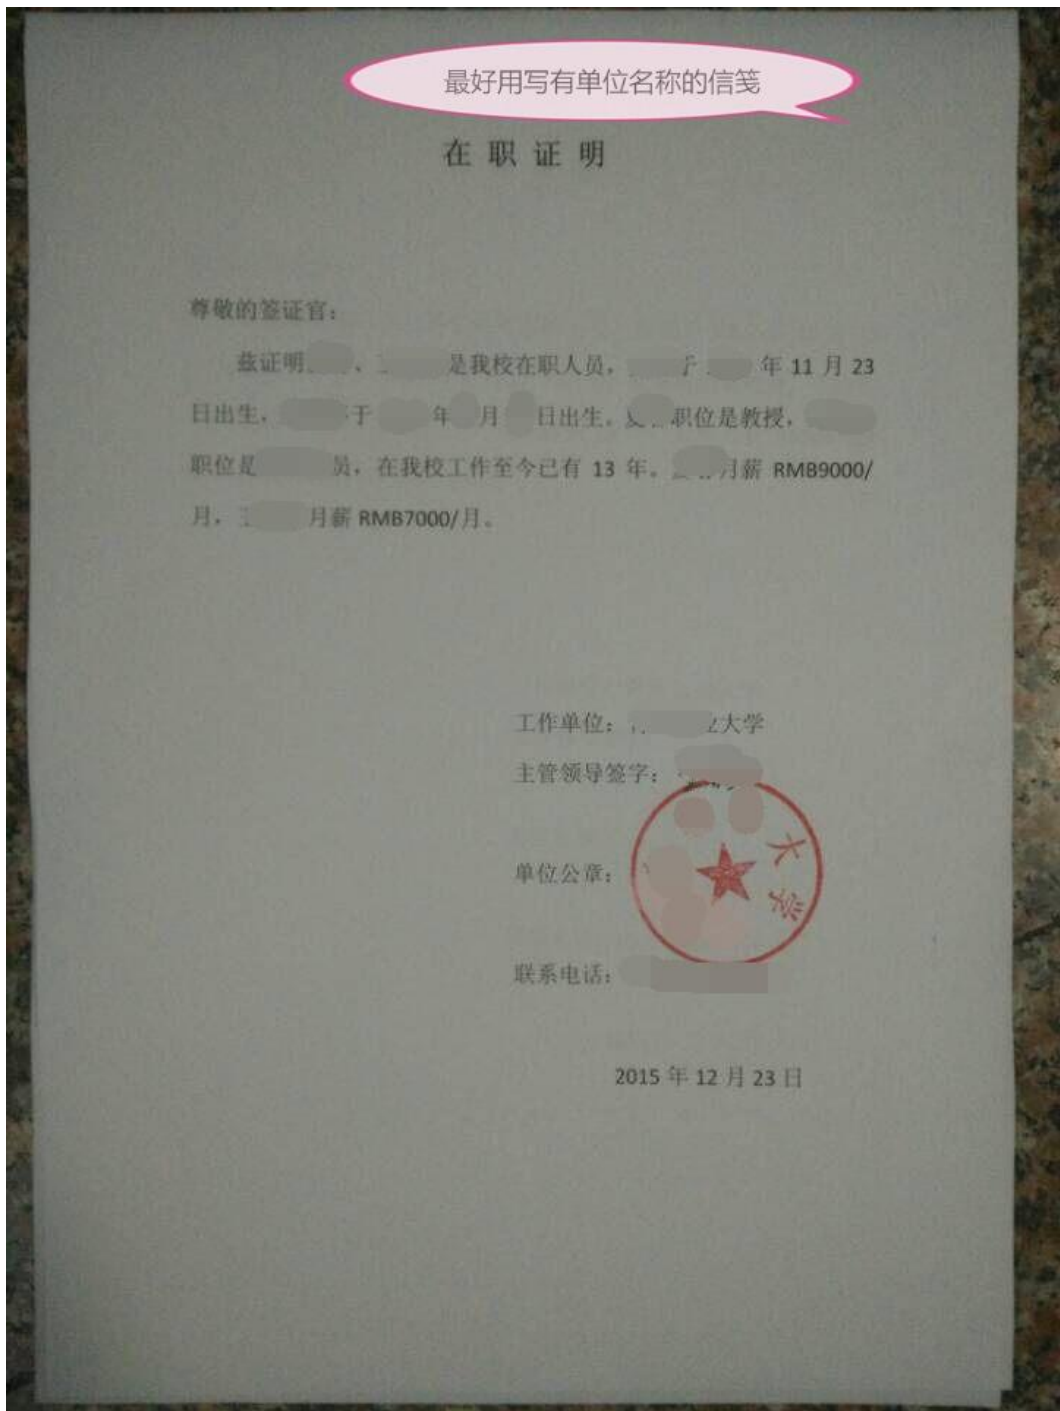 最好用写有单位名称的信笺
在职证明
尊敬的签证官：
兹证明 、 是我校在职人员， 于 年 11 月 23
日出生， 于 年 月 日出生。 职位是教授，
职位是 员，在我校工作至今已有 13 年。 月薪 RMB9000/
月， 月薪 RMB7000/月。
工作单位： 大学
主管领导签字：
单位公章：
大学
联系电话：
2015 年 12 月 23 日